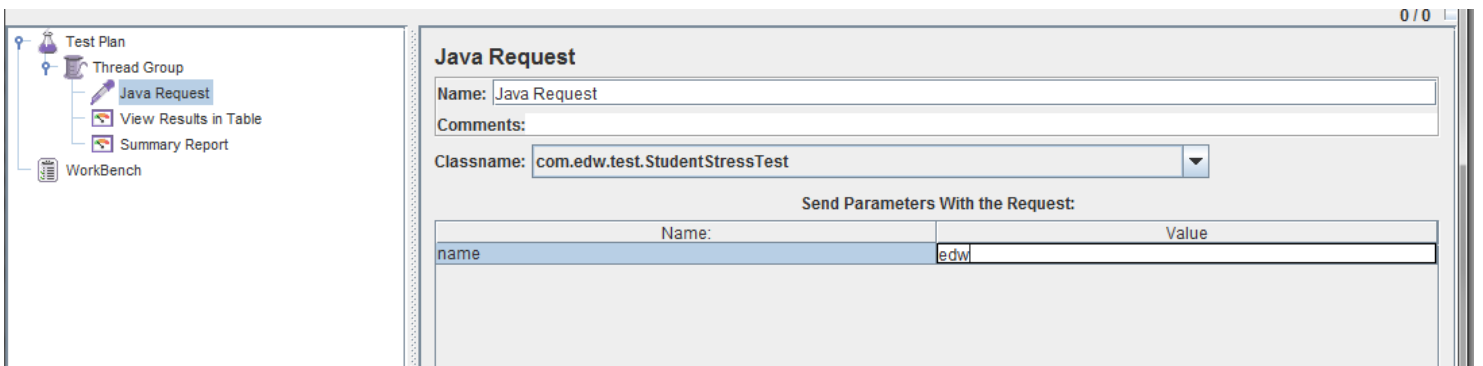 0 / 0
Test Plan
Thread Group
Java Request
View Results in Table
Summary Report
WorkBench
Java Request
Name: Java Request
Comments:
Classname: com.edw.test.StudentStressTest
Send Parameters With the Request:
Name: Value
name edw